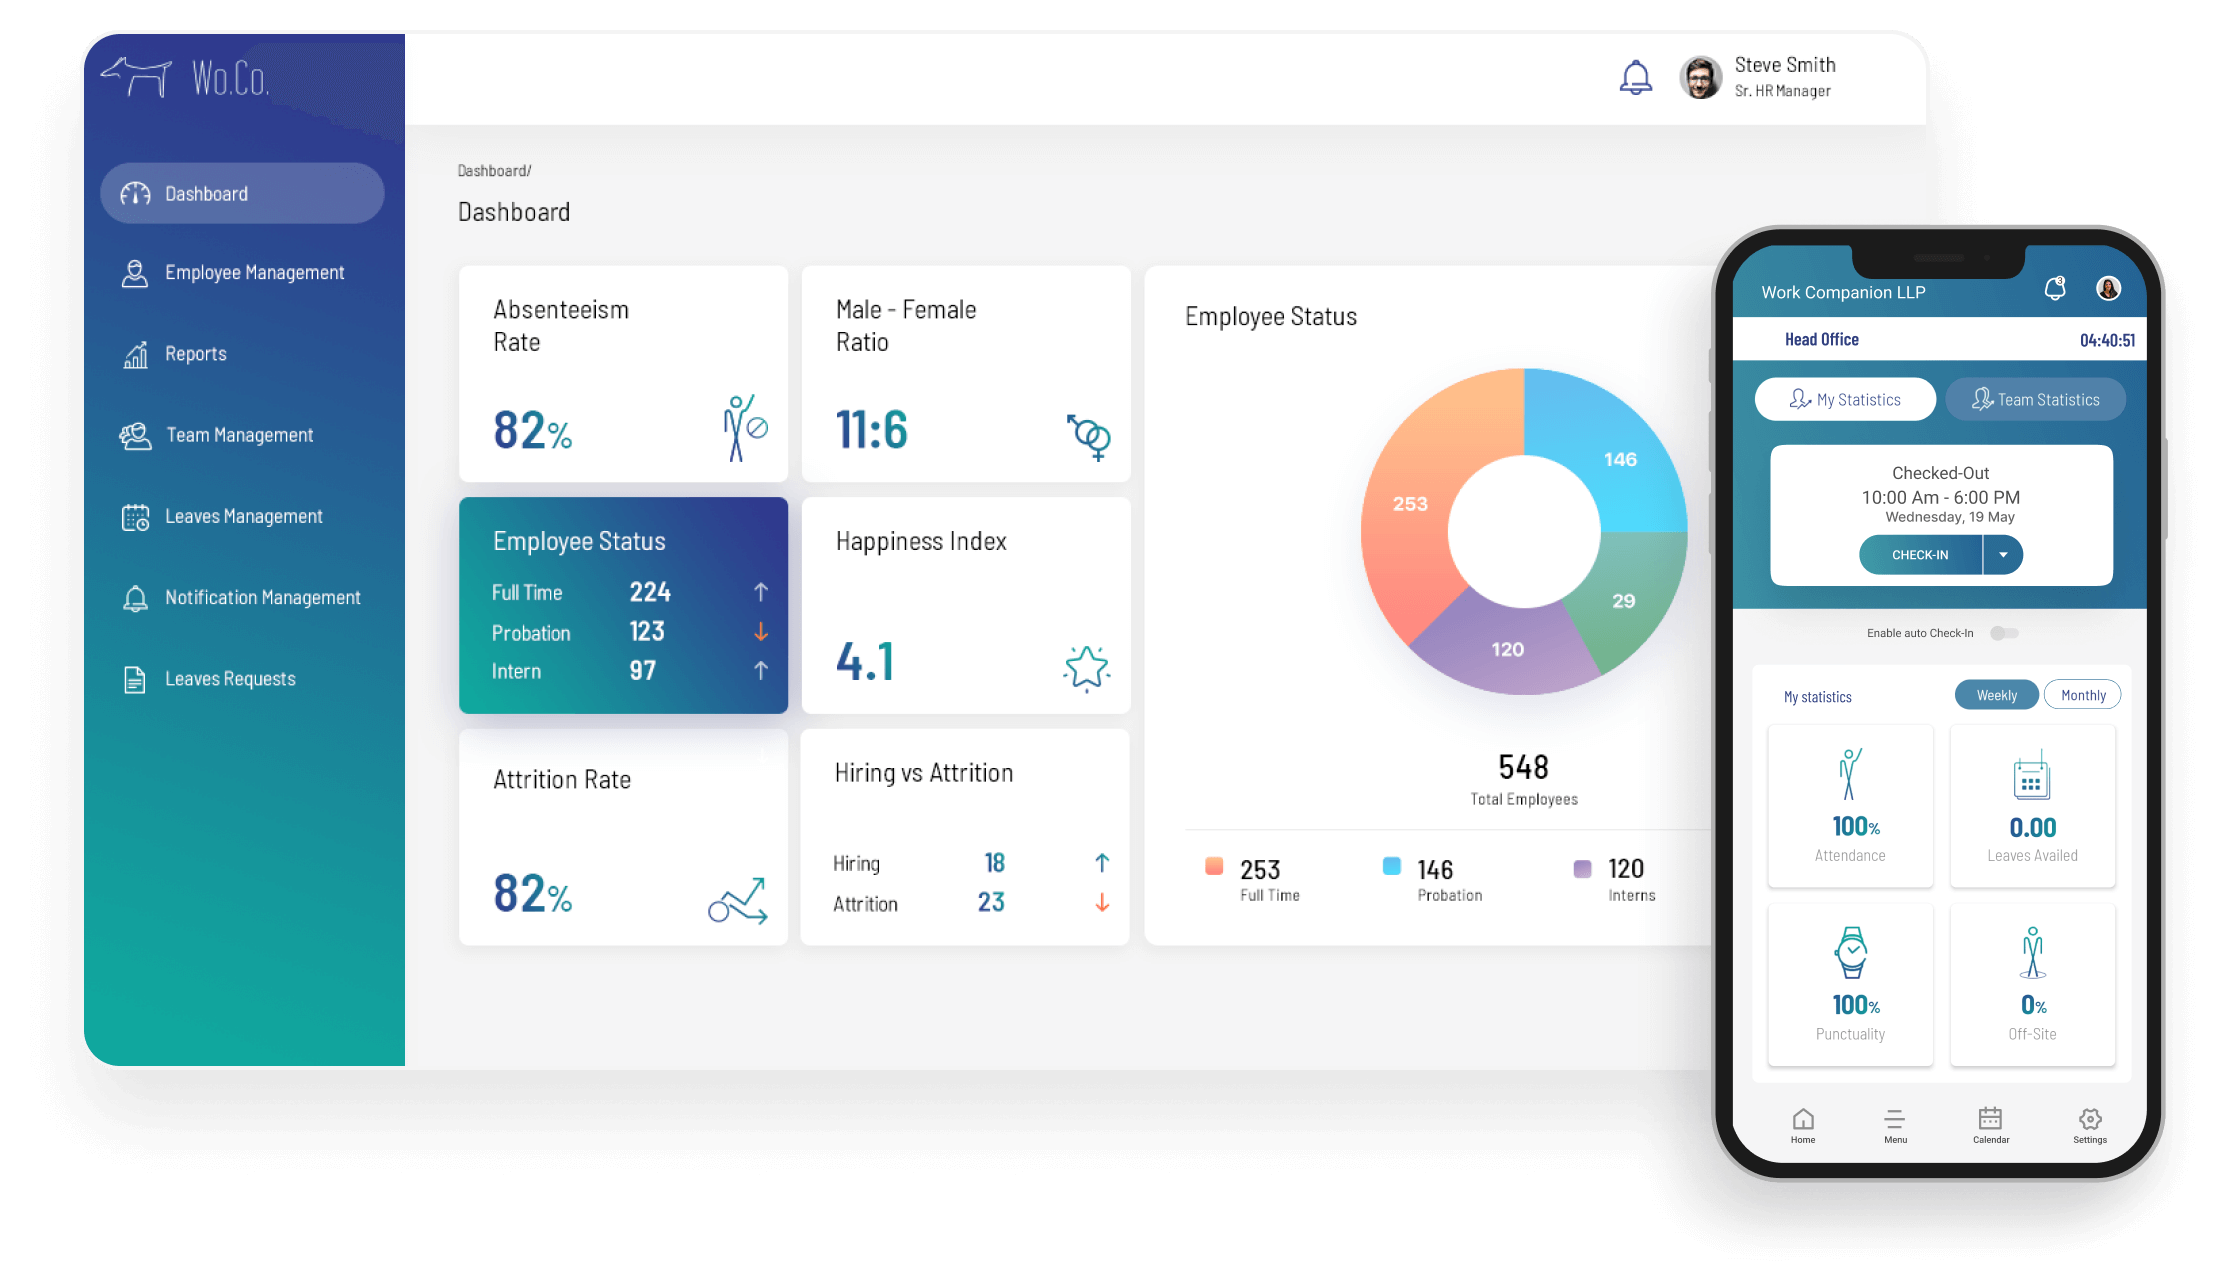 Wo.Co.
Steve Smith
Sr. HR Manager
Dashboard
Employee Management
Reports
Team Management
Leaves Management
Notification Management
Leaves Requests
Dashboard/
Dashboard
Absenteeism
Rate
82%
Male - Female
Ratio
11:6
Employee Status
Full Time 224
Probation 123
Intern 97
Happiness Index
4.1
Attrition Rate
82%
Hiring vs Attrition
Hiring 18
Attrition 23
Employee Status
146
253
29
120
548
Total Employees
253
Full Time
146
Probation
120
Interns
Work Companion LLP
3
Head Office 04:40:51
My Statistics Team Statistics
Checked-Out
10:00 Am - 6:00 PM
Wednesday, 19 May
CHECK-IN
Enable auto Check-In
My statistics Weekly Monthly
100%
Attendance
0.00
Leaves Availed
100%
Punctuality
0%
Off-Site
Home Menu Calendar Settings